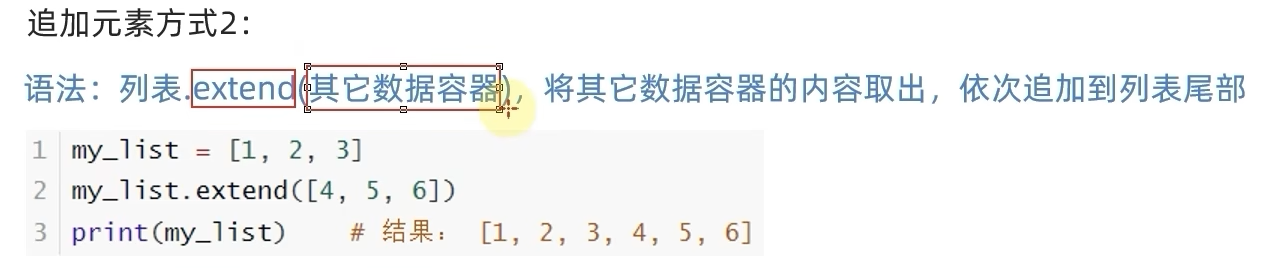 追加元素方式2：
语法：列表.extend(其它数据容器)，将其它数据容器的内容取出，依次追加到列表尾部
1 my_list = [1, 2, 3]
2 my_list.extend([4, 5, 6])
3 print(my_list)    # 结果： [1, 2, 3, 4, 5, 6]